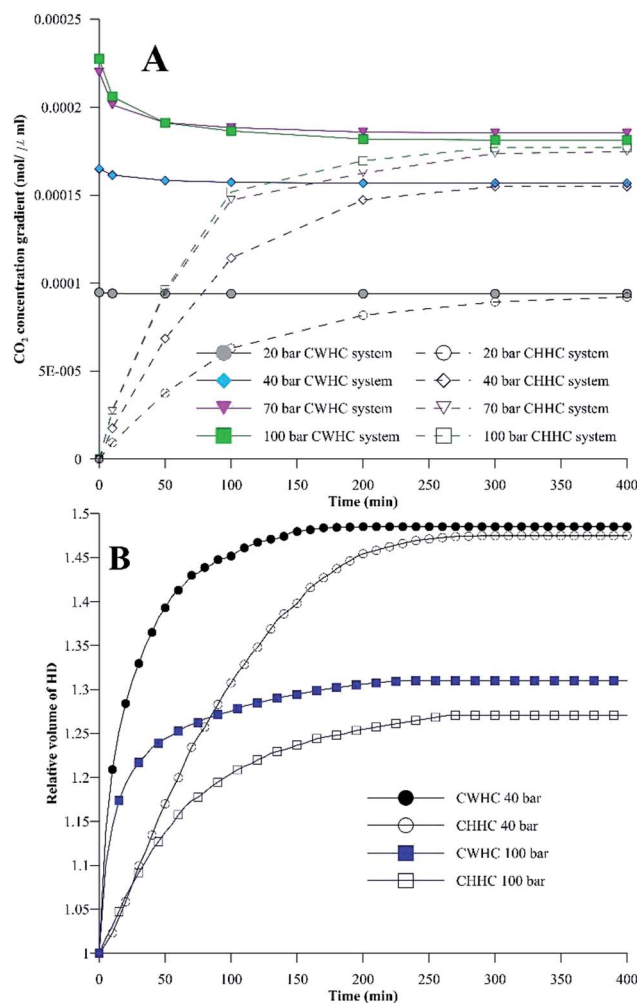 A
0.00025
0.0002
0.00015
0.0001
5E-005
0
CO₂ concentration gradient (mol/μ ml)
20 bar CWHC system
20 bar CHHC system
40 bar CWHC system
40 bar CHHC system
70 bar CWHC system
70 bar CHHC system
100 bar CWHC system
100 bar CHHC system
0 50 100 150 200 250 300 350 400
Time (min)
B
1.5
1.45
1.4
1.35
1.3
1.25
1.2
1.15
1.1
1.05
1
Relative volume of HD
CWHC 40 bar
CHHC 40 bar
CWHC 100 bar
CHHC 100 bar
0 50 100 150 200 250 300 350 400
Time (min)